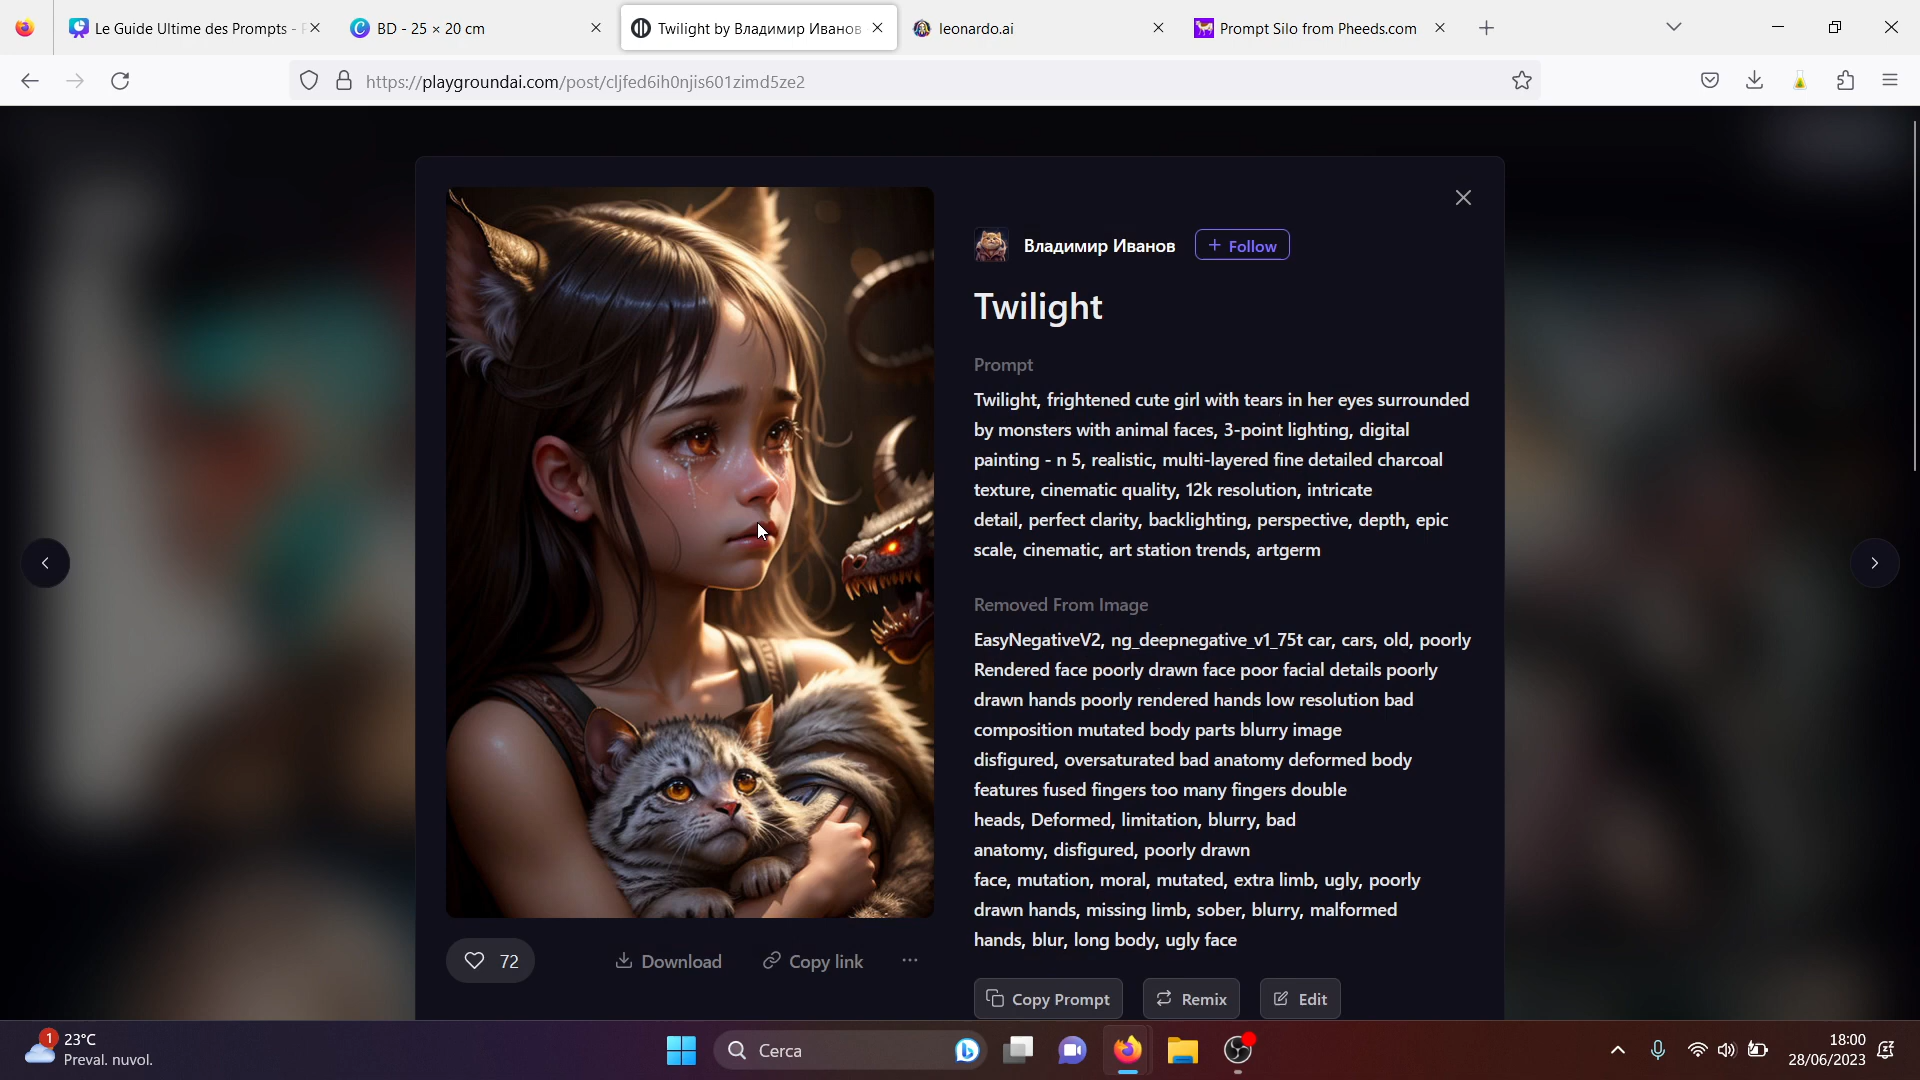 Le Guide Ultime des Prompts -
BD - 25 × 20 cm
Twilight by Владимир Иванов
leonardo.ai
Prompt Silo from Pheeds.com
https://playgroundai.com/post/cljfed6ih0njis601zimd5ze2
Владимир Иванов
+ Follow
Twilight
Prompt
Twilight, frightened cute girl with tears in her eyes surrounded
by monsters with animal faces, 3-point lighting, digital
painting - n 5, realistic, multi-layered fine detailed charcoal
texture, cinematic quality, 12k resolution, intricate
detail, perfect clarity, backlighting, perspective, depth, epic
scale, cinematic, art station trends, artgerm
Removed From Image
EasyNegativeV2, ng_deepnegative_v1_75t car, cars, old, poorly
Rendered face poorly drawn face poor facial details poorly
drawn hands poorly rendered hands low resolution bad
composition mutated body parts blurry image
disfigured, oversaturated bad anatomy deformed body
features fused fingers too many fingers double
heads, Deformed, limitation, blurry, bad
anatomy, disfigured, poorly drawn
face, mutation, moral, mutated, extra limb, ugly, poorly
drawn hands, missing limb, sober, blurry, malformed
hands, blur, long body, ugly face
72
Download
Copy link
Copy Prompt
Remix
Edit
1
23°C
Preval. nuvol.
Cerca
18:00
28/06/2023